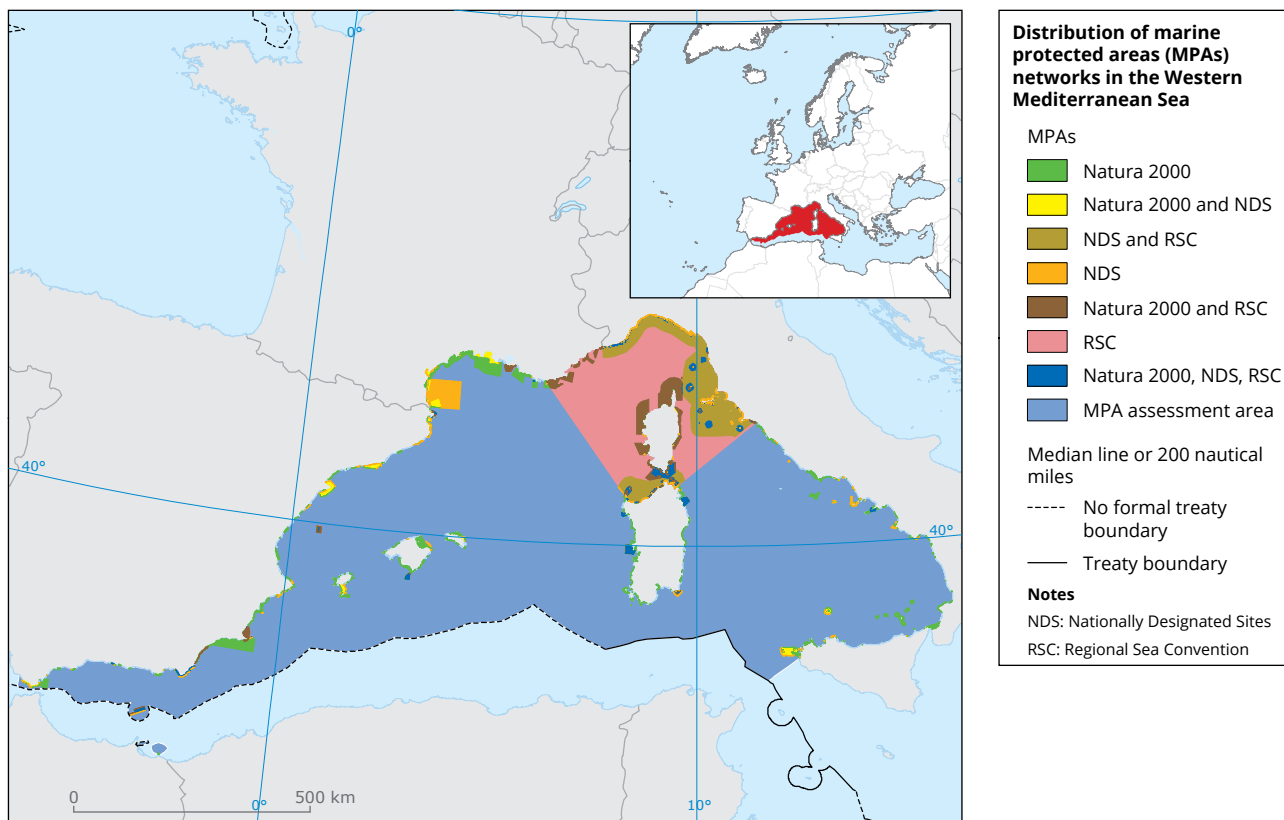 0°
40°
40°
0
500 km
0°
10°
Distribution of marine
protected areas (MPAs)
networks in the Western
Mediterranean Sea
MPAs
Natura 2000
Natura 2000 and NDS
NDS and RSC
NDS
Natura 2000 and RSC
RSC
Natura 2000, NDS, RSC
MPA assessment area
Median line or 200 nautical
miles
No formal treaty
boundary
Treaty boundary
Notes
NDS: Nationally Designated Sites
RSC: Regional Sea Convention